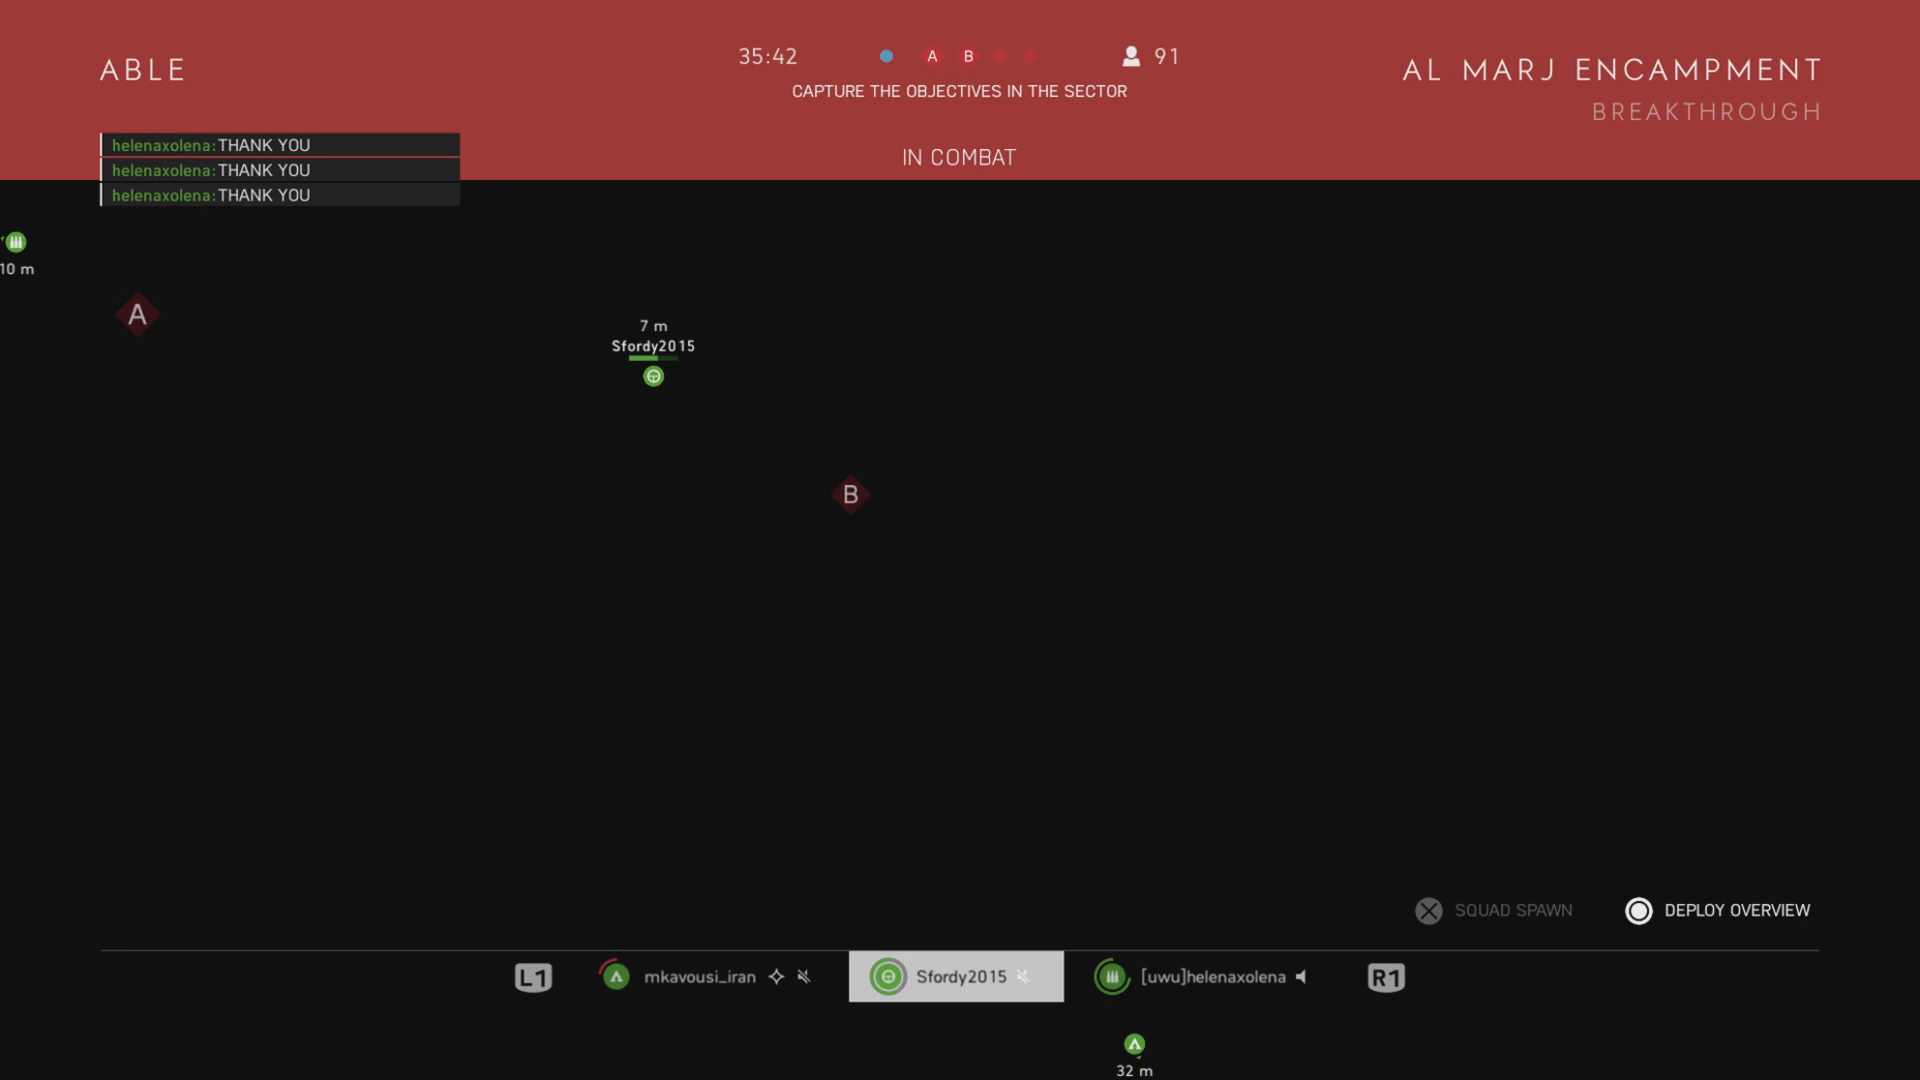 ABLE
35:42
A
B
91
CAPTURE THE OBJECTIVES IN THE SECTOR
IN COMBAT
AL MARJ ENCAMPMENT
BREAKTHROUGH
helenaxolena:THANK YOU
helenaxolena:THANK YOU
helenaxolena:THANK YOU
10 m
A
7 m
Sfordy2015
B
SQUAD SPAWN
DEPLOY OVERVIEW
L1
mkavousi_iran
Sfordy2015
[uwu]helenaxolena
R1
32 m